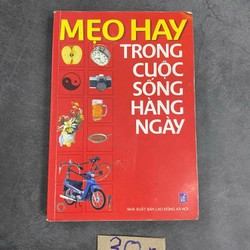 MẸO HAY
TRONG
CUỘC
SỐNG
HÀNG
NGÀY
NHÀ XUẤT BẢN LAO ĐỘNG XÃ HỘI